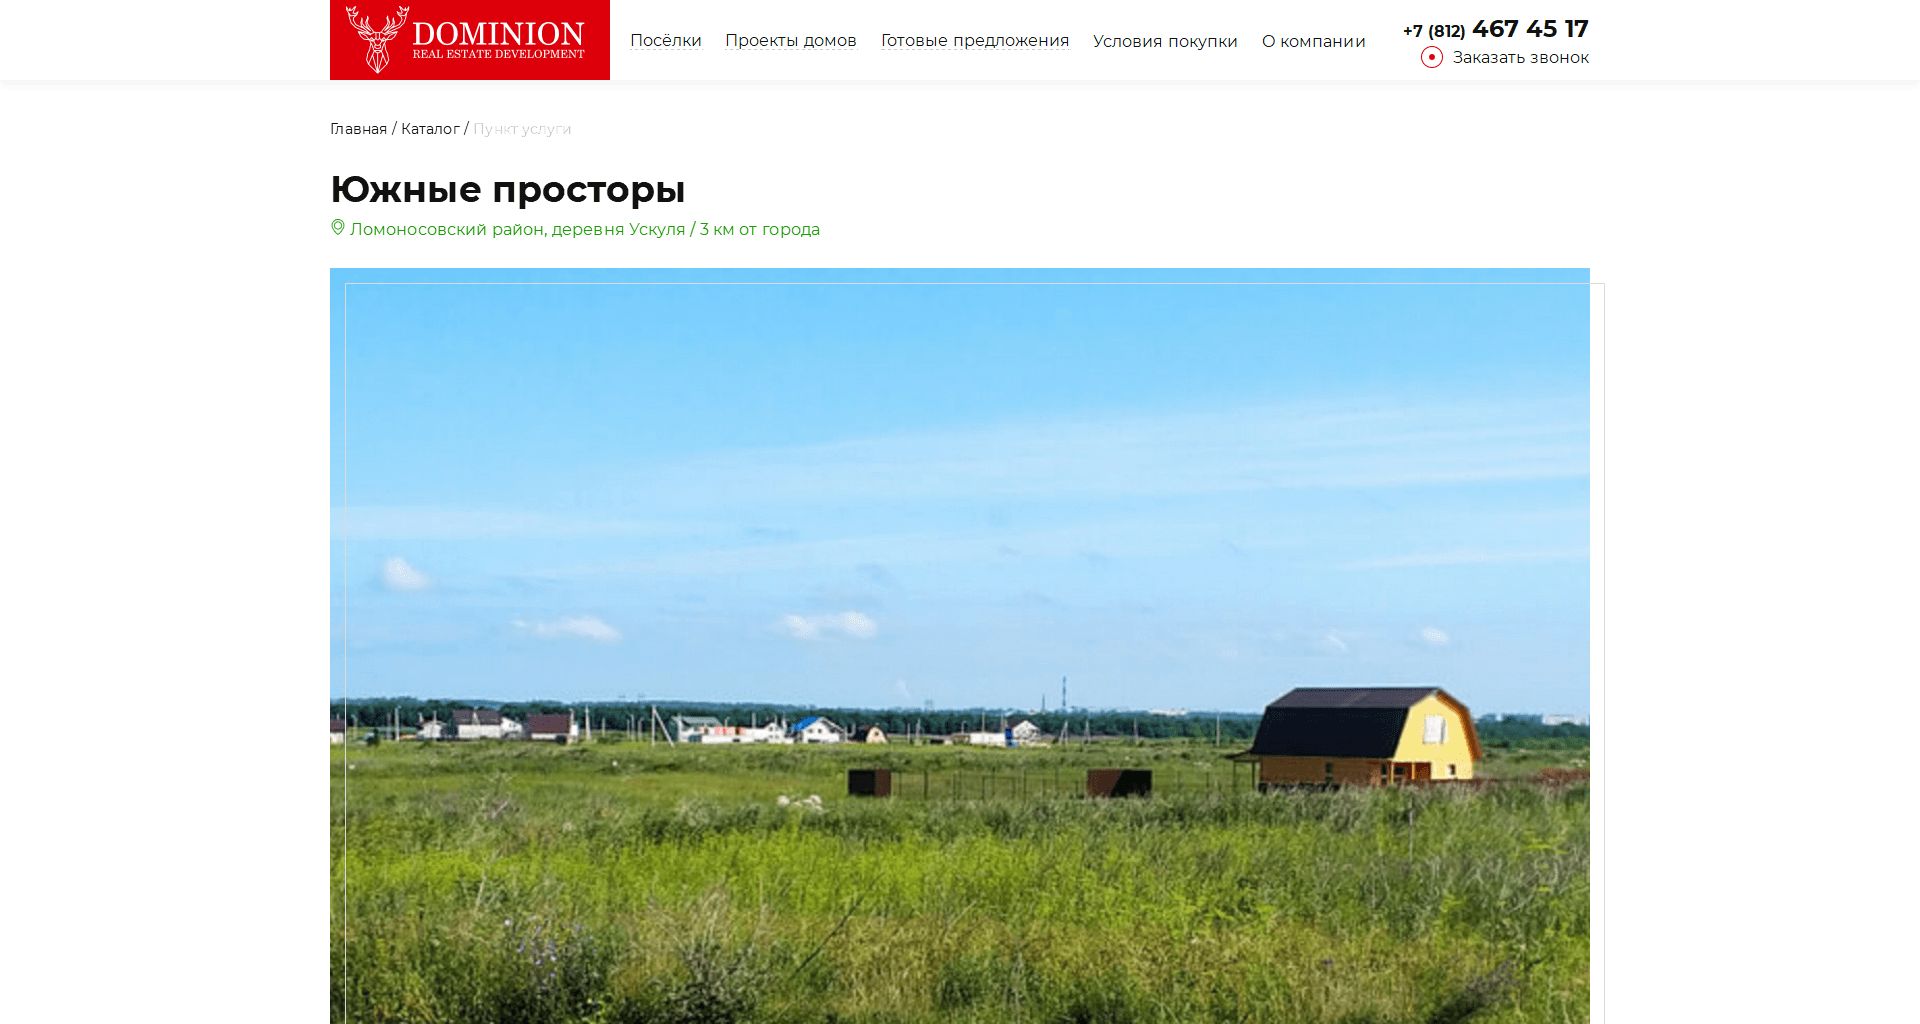 DOMINION
REAL ESTATE DEVELOPMENT
Посёлки Проекты домов Готовые предложения Условия покупки О компании
+7 (812) 467 45 17
Заказать звонок
Главная / Каталог / Пункт услуги
Южные просторы
Ломоносовский район, деревня Ускуля / 3 км от города